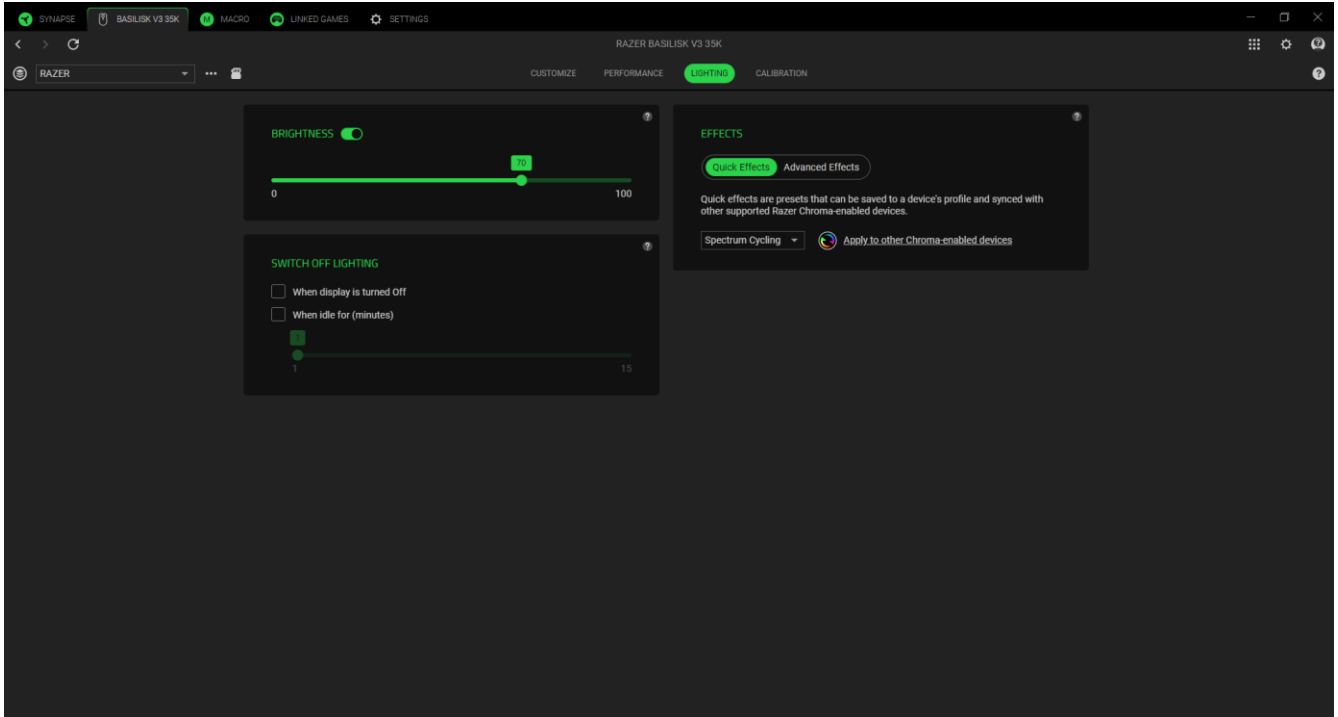 SYNAPSE BASILISK V3 35K M MACRO LINKED GAMES SETTINGS
RAZER BASILISK V3 35K
RAZER CUSTOMIZE PERFORMANCE LIGHTING CALIBRATION ?
BRIGHTNESS ?
70
0 100
SWITCH OFF LIGHTING ?
When display is turned Off
When idle for (minutes)
1
1 15
EFFECTS ?
Quick Effects Advanced Effects
Quick effects are presets that can be saved to a device's profile and synced with
other supported Razer Chroma-enabled devices.
Spectrum Cycling Apply to other Chroma-enabled devices